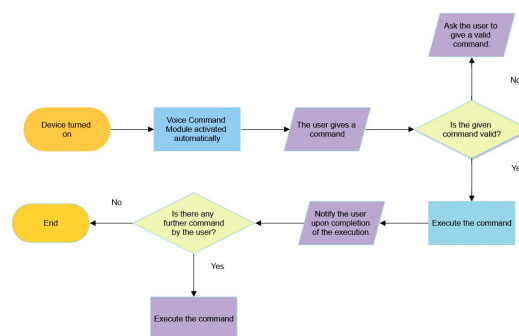 Ask the user to
give a valid
command.
No
Device turned
on
Voice Command
Module activated
automatically
The user gives a
command
Is the given
command valid?
Ye
No
End
Is there any
further command
by the user?
Notify the user
upon completion
of the execution.
Execute the command
Yes
Execute the command